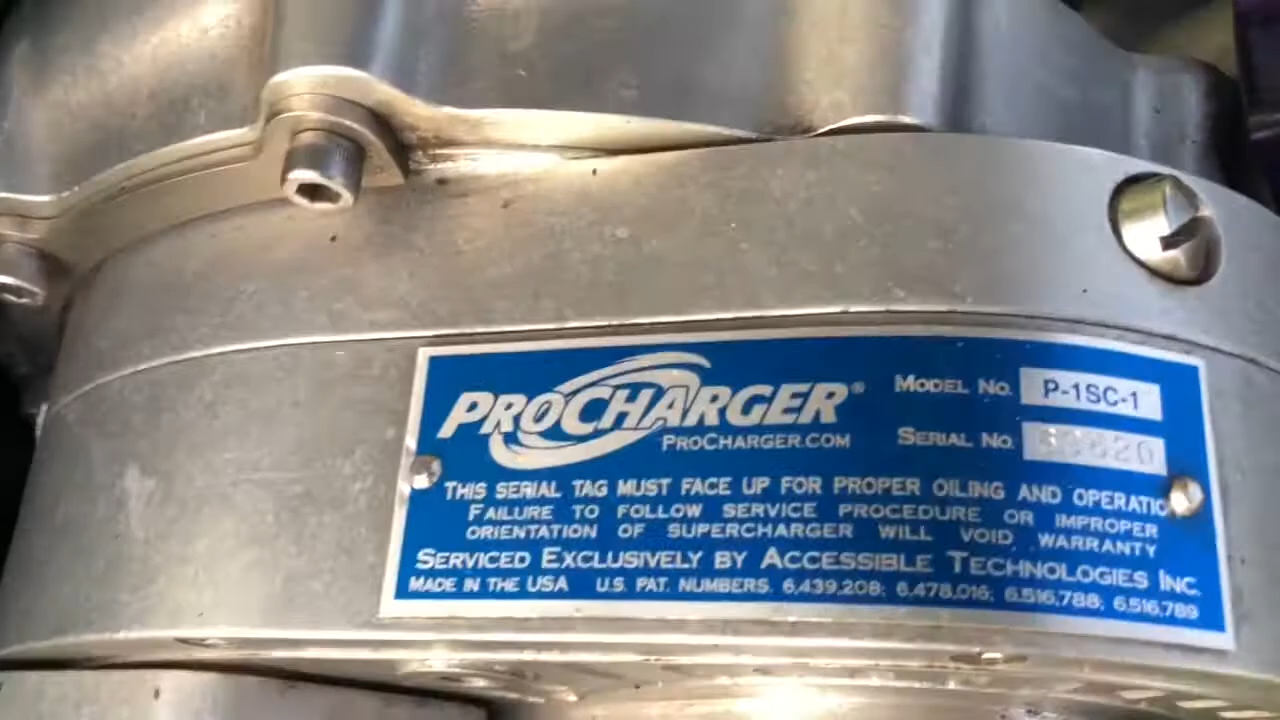 PROCHARGER®
PROCHARGER.COM
MODEL NO. P-1SC-1
SERIAL NO.
THIS SERIAL TAG MUST FACE UP FOR PROPER OILING AND OPERATIO
FAILURE TO FOLLOW SERVICE PROCEDURE OR IMPROPER
ORIENTATION OF SUPERCHARGER WILL VOID WARRANTY
SERVICED EXCLUSIVELY BY ACCESSIBLE TECHNOLOGIES INC.
MADE IN THE USA U.S. PAT. NUMBERS. 6,439,208; 6,478,016; 6,516,788; 6,516,789